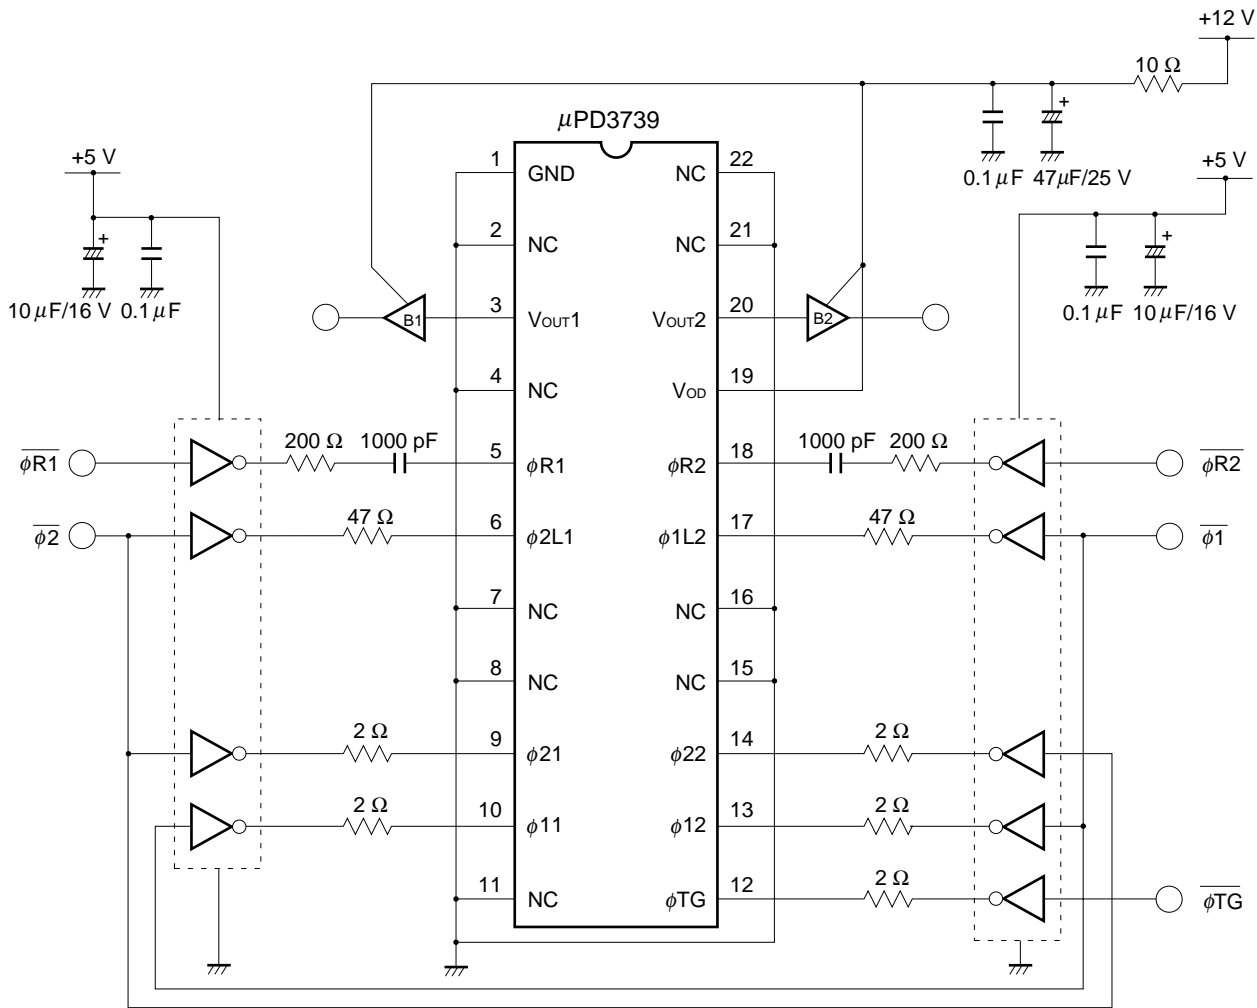 +12 V
10 Ω
μPD3739
+
0.1 μF 47μF/25 V
+5 V
+5 V
1 GND NC 22
2 NC NC 21
+
+
10 μF/16 V 0.1 μF
0.1 μF 10 μF/16 V
B1 3 VOUT1 VOUT2 20 B2
4 NC VOD 19
φR1 200 Ω 1000 pF 5 φR1 φR2 18 1000 pF 200 Ω φR2
φ2 47 Ω 6 φ2L1 φ1L2 17 47 Ω φ1
7 NC NC 16
8 NC NC 15
2 Ω 9 φ21 φ22 14 2 Ω
2 Ω 10 φ11 φ12 13 2 Ω
11 NC φTG 12 2 Ω φTG